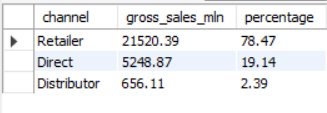 channel gross_sales_mln percentage
Retailer 21520.39 78.47
Direct 5248.87 19.14
Distributor 656.11 2.39